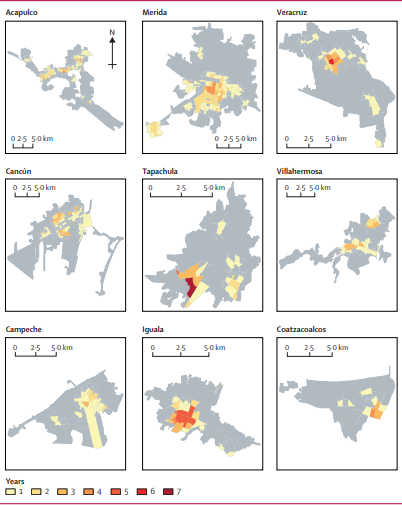 Acapulco
Merida
Veracruz
N
0 2·5 5·0 km
0 2·5 5·0 km
0 2·5 5·0 km
Cancún
Tapachula
Villahermosa
0 2·5 5·0 km
0 2·5 5·0 km
0 2·5 5·0 km
Campeche
Iguala
Coatzacoalcos
0 2·5 5·0 km
0 2·5 5·0 km
0 2·5 5·0 km
Years
1 2 3 4 5 6 7